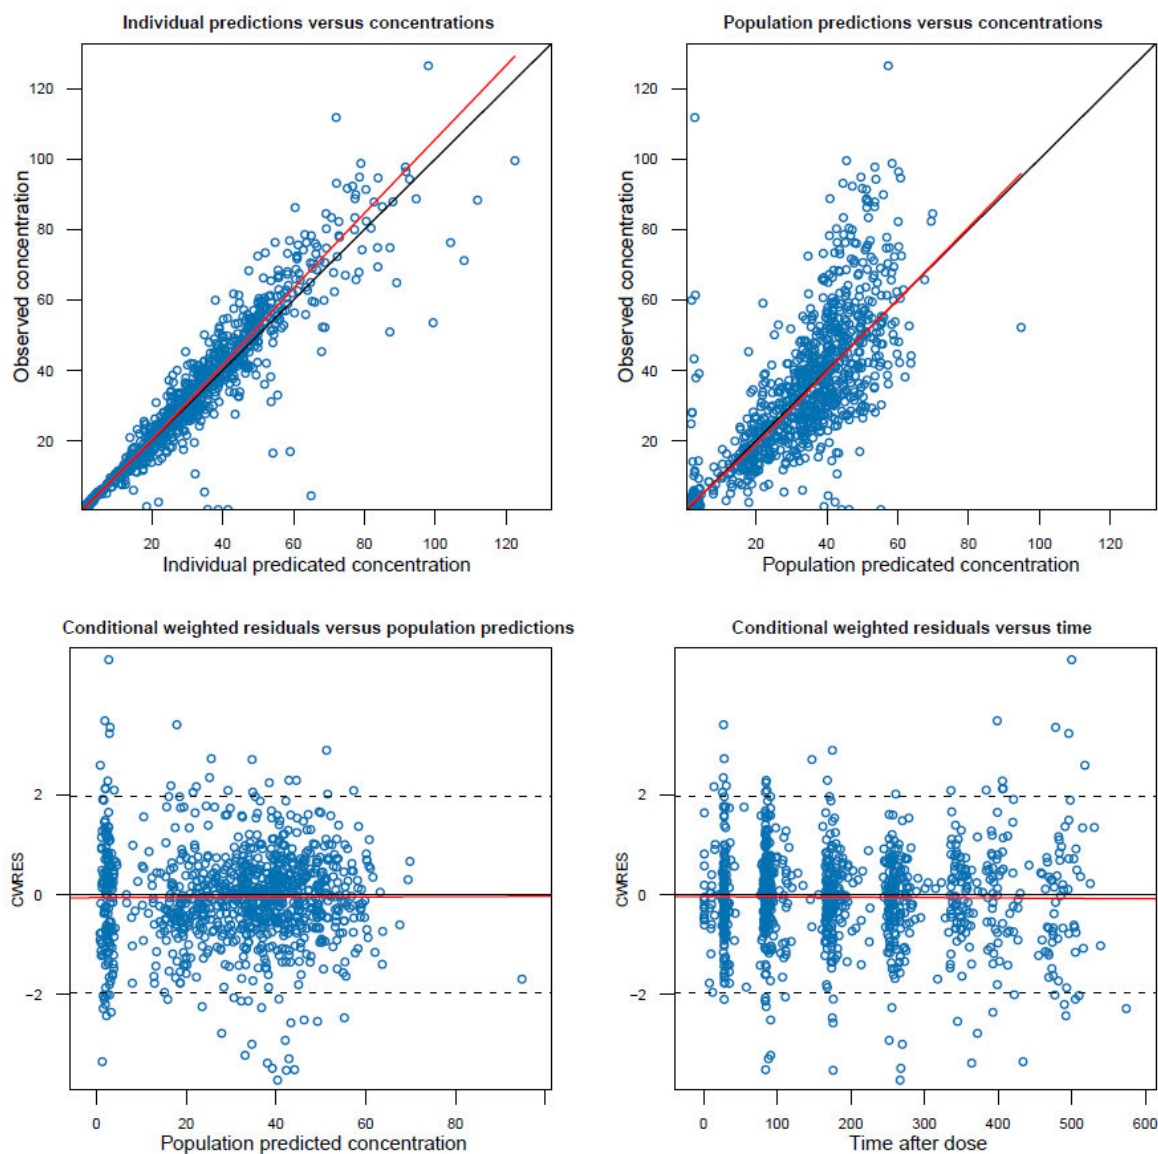 Individual predictions versus concentrations
Observed concentration
120
100
80
60
40
20
20 40 60 80 100 120
Individual predicated concentration
Population predictions versus concentrations
Observed concentration
120
100
80
60
40
20
20 40 60 80 100 120
Population predicated concentration
Conditional weighted residuals versus population predictions
CWRES
2
0
−2
0 20 40 60 80
Population predicted concentration
Conditional weighted residuals versus time
CWRES
2
0
−2
0 100 200 300 400 500 600
Time after dose